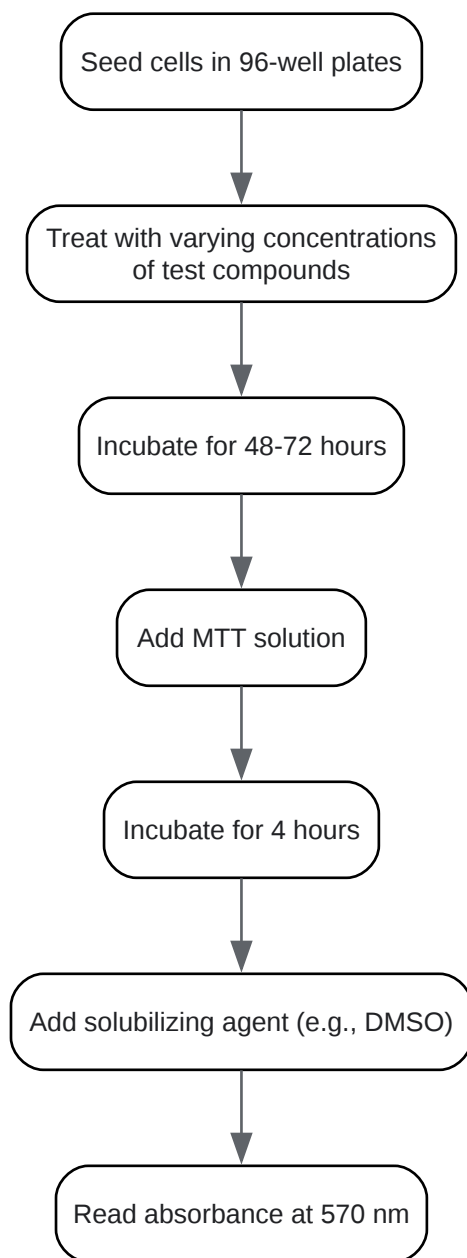 Seed cells in 96-well plates
Treat with varying concentrations
of test compounds
Incubate for 48-72 hours
Add MTT solution
Incubate for 4 hours
Add solubilizing agent (e.g., DMSO)
Read absorbance at 570 nm